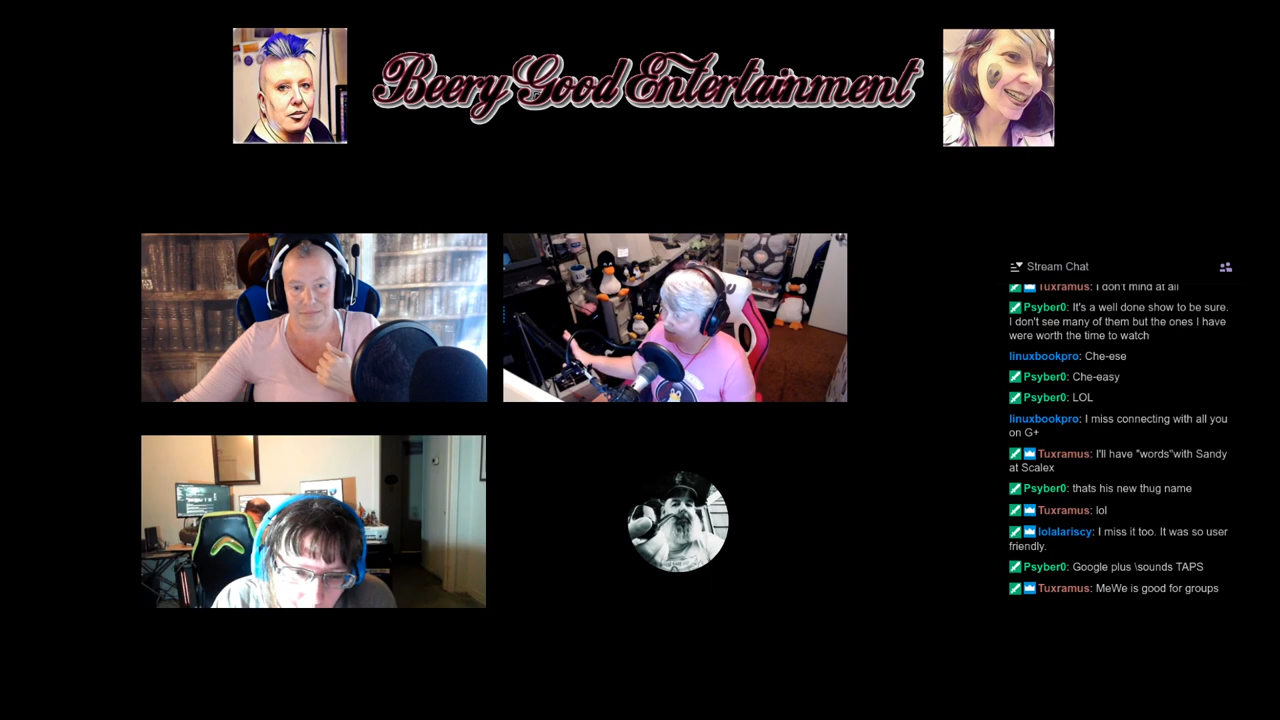 Beery Good Entertainment
Stream Chat
Tuxramus: I don't mind at all
Psyber0: It's a well done show to be sure.
I don't see many of them but the ones I have
were worth the time to watch
linuxbookpro: Che-ese
Psyber0: Che-easy
Psyber0: LOL
linuxbookpro: I miss connecting with all you
on G+
Tuxramus: I'll have "words"with Sandy
at Scalex
Psyber0: thats his new thug name
Tuxramus: lol
lolalariscy: I miss it too. It was so user
friendly.
Psyber0: Google plus \sounds TAPS
Tuxramus: MeWe is good for groups